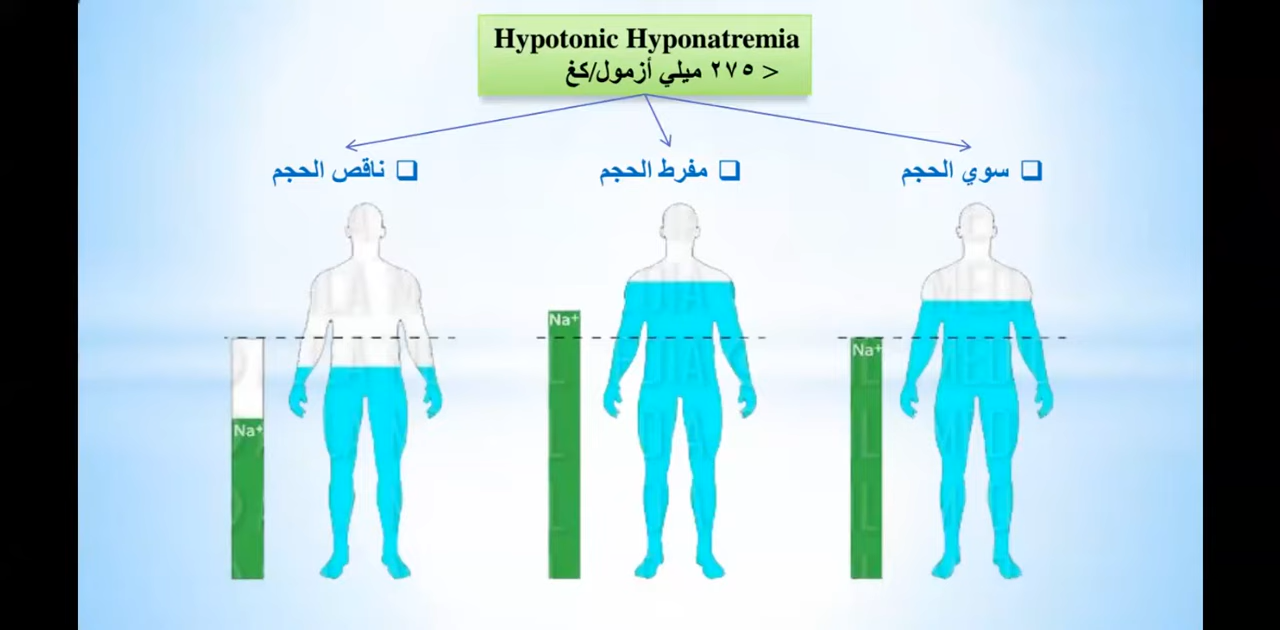 Hypotonic Hyponatremia
< ٢٧٥ ميلي أزمول/كغ
❑ سوي الحجم
❑ مفرط الحجم
❑ ناقص الحجم
Na⁺
Na⁺
Na⁺